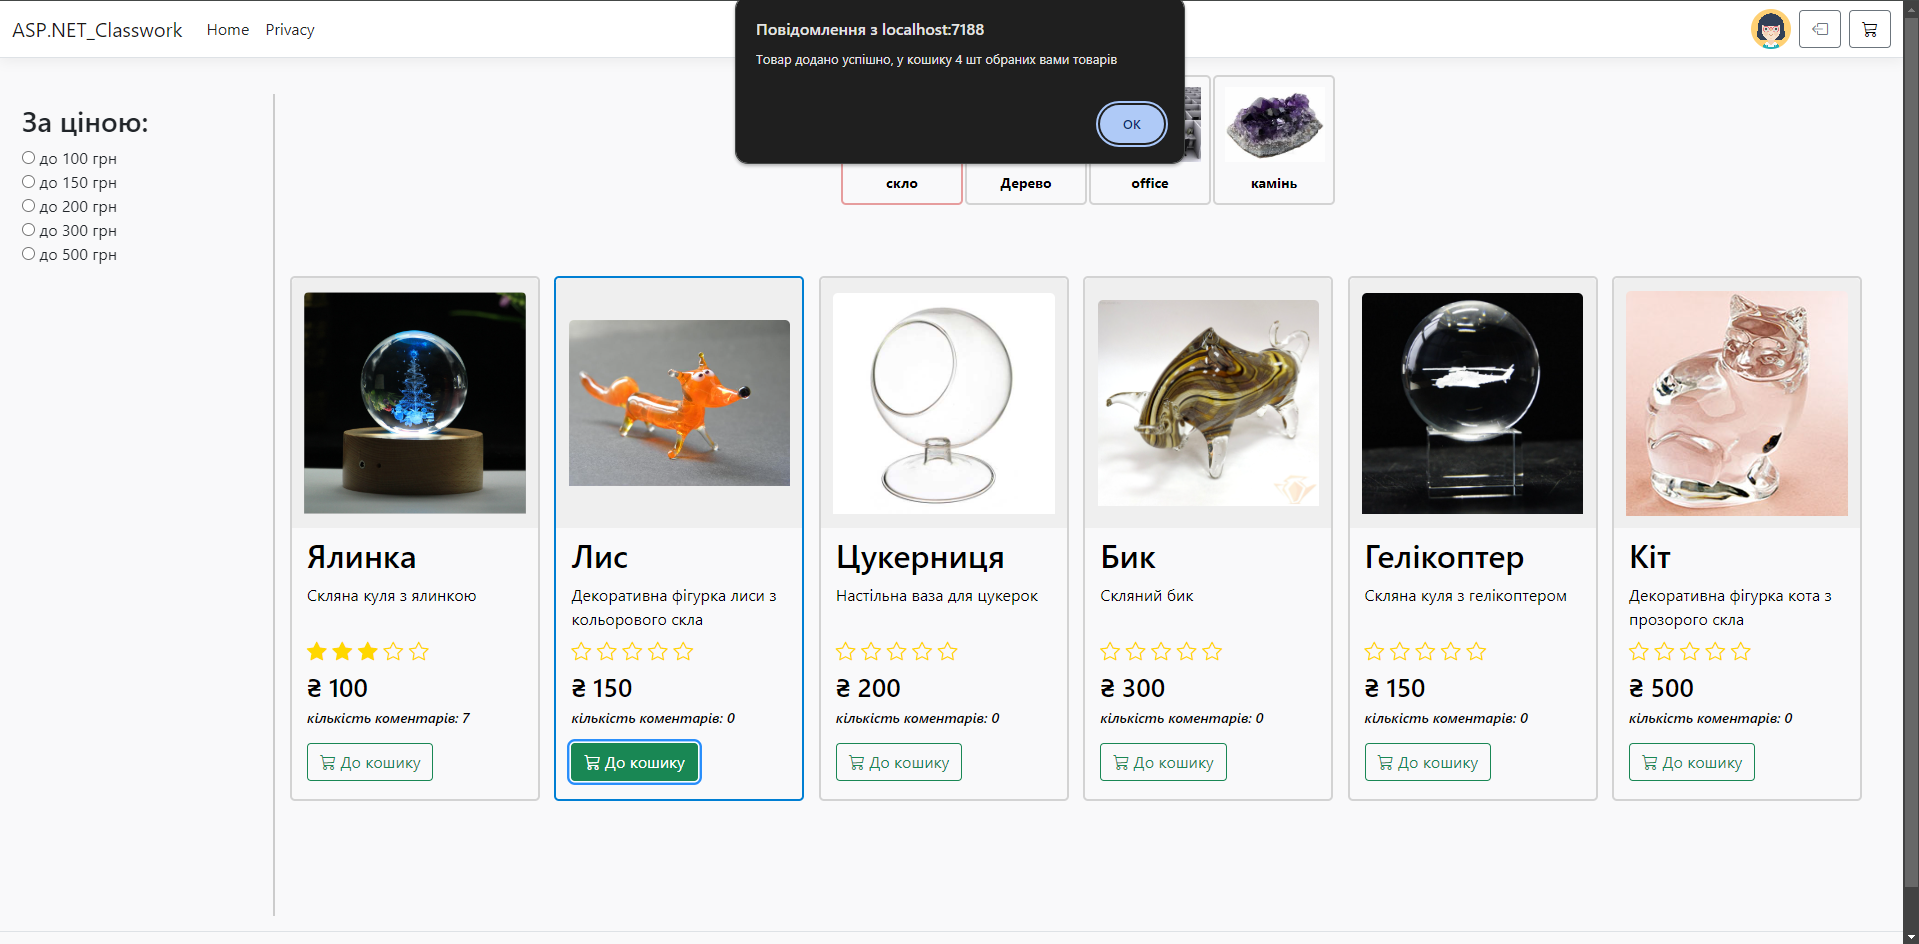 ASP.NET_Classwork Home Privacy
Повідомлення з localhost:7188
Товар додано успішно, у кошику 4 шт обраних вами товарів
ОК
скло
Дерево
office
камінь
За ціною:
до 100 грн
до 150 грн
до 200 грн
до 300 грн
до 500 грн
Ялинка
Скляна куля з ялинкою
₴ 100
кількість коментарів: 7
До кошику
Лис
Декоративна фігурка лиси з
кольорового скла
₴ 150
кількість коментарів: 0
До кошику
Цукерниця
Настільна ваза для цукерок
₴ 200
кількість коментарів: 0
До кошику
Бик
Скляний бик
₴ 300
кількість коментарів: 0
До кошику
Гелікоптер
Скляна куля з гелікоптером
₴ 150
кількість коментарів: 0
До кошику
Кіт
Декоративна фігурка кота з
прозорого скла
₴ 500
кількість коментарів: 0
До кошику